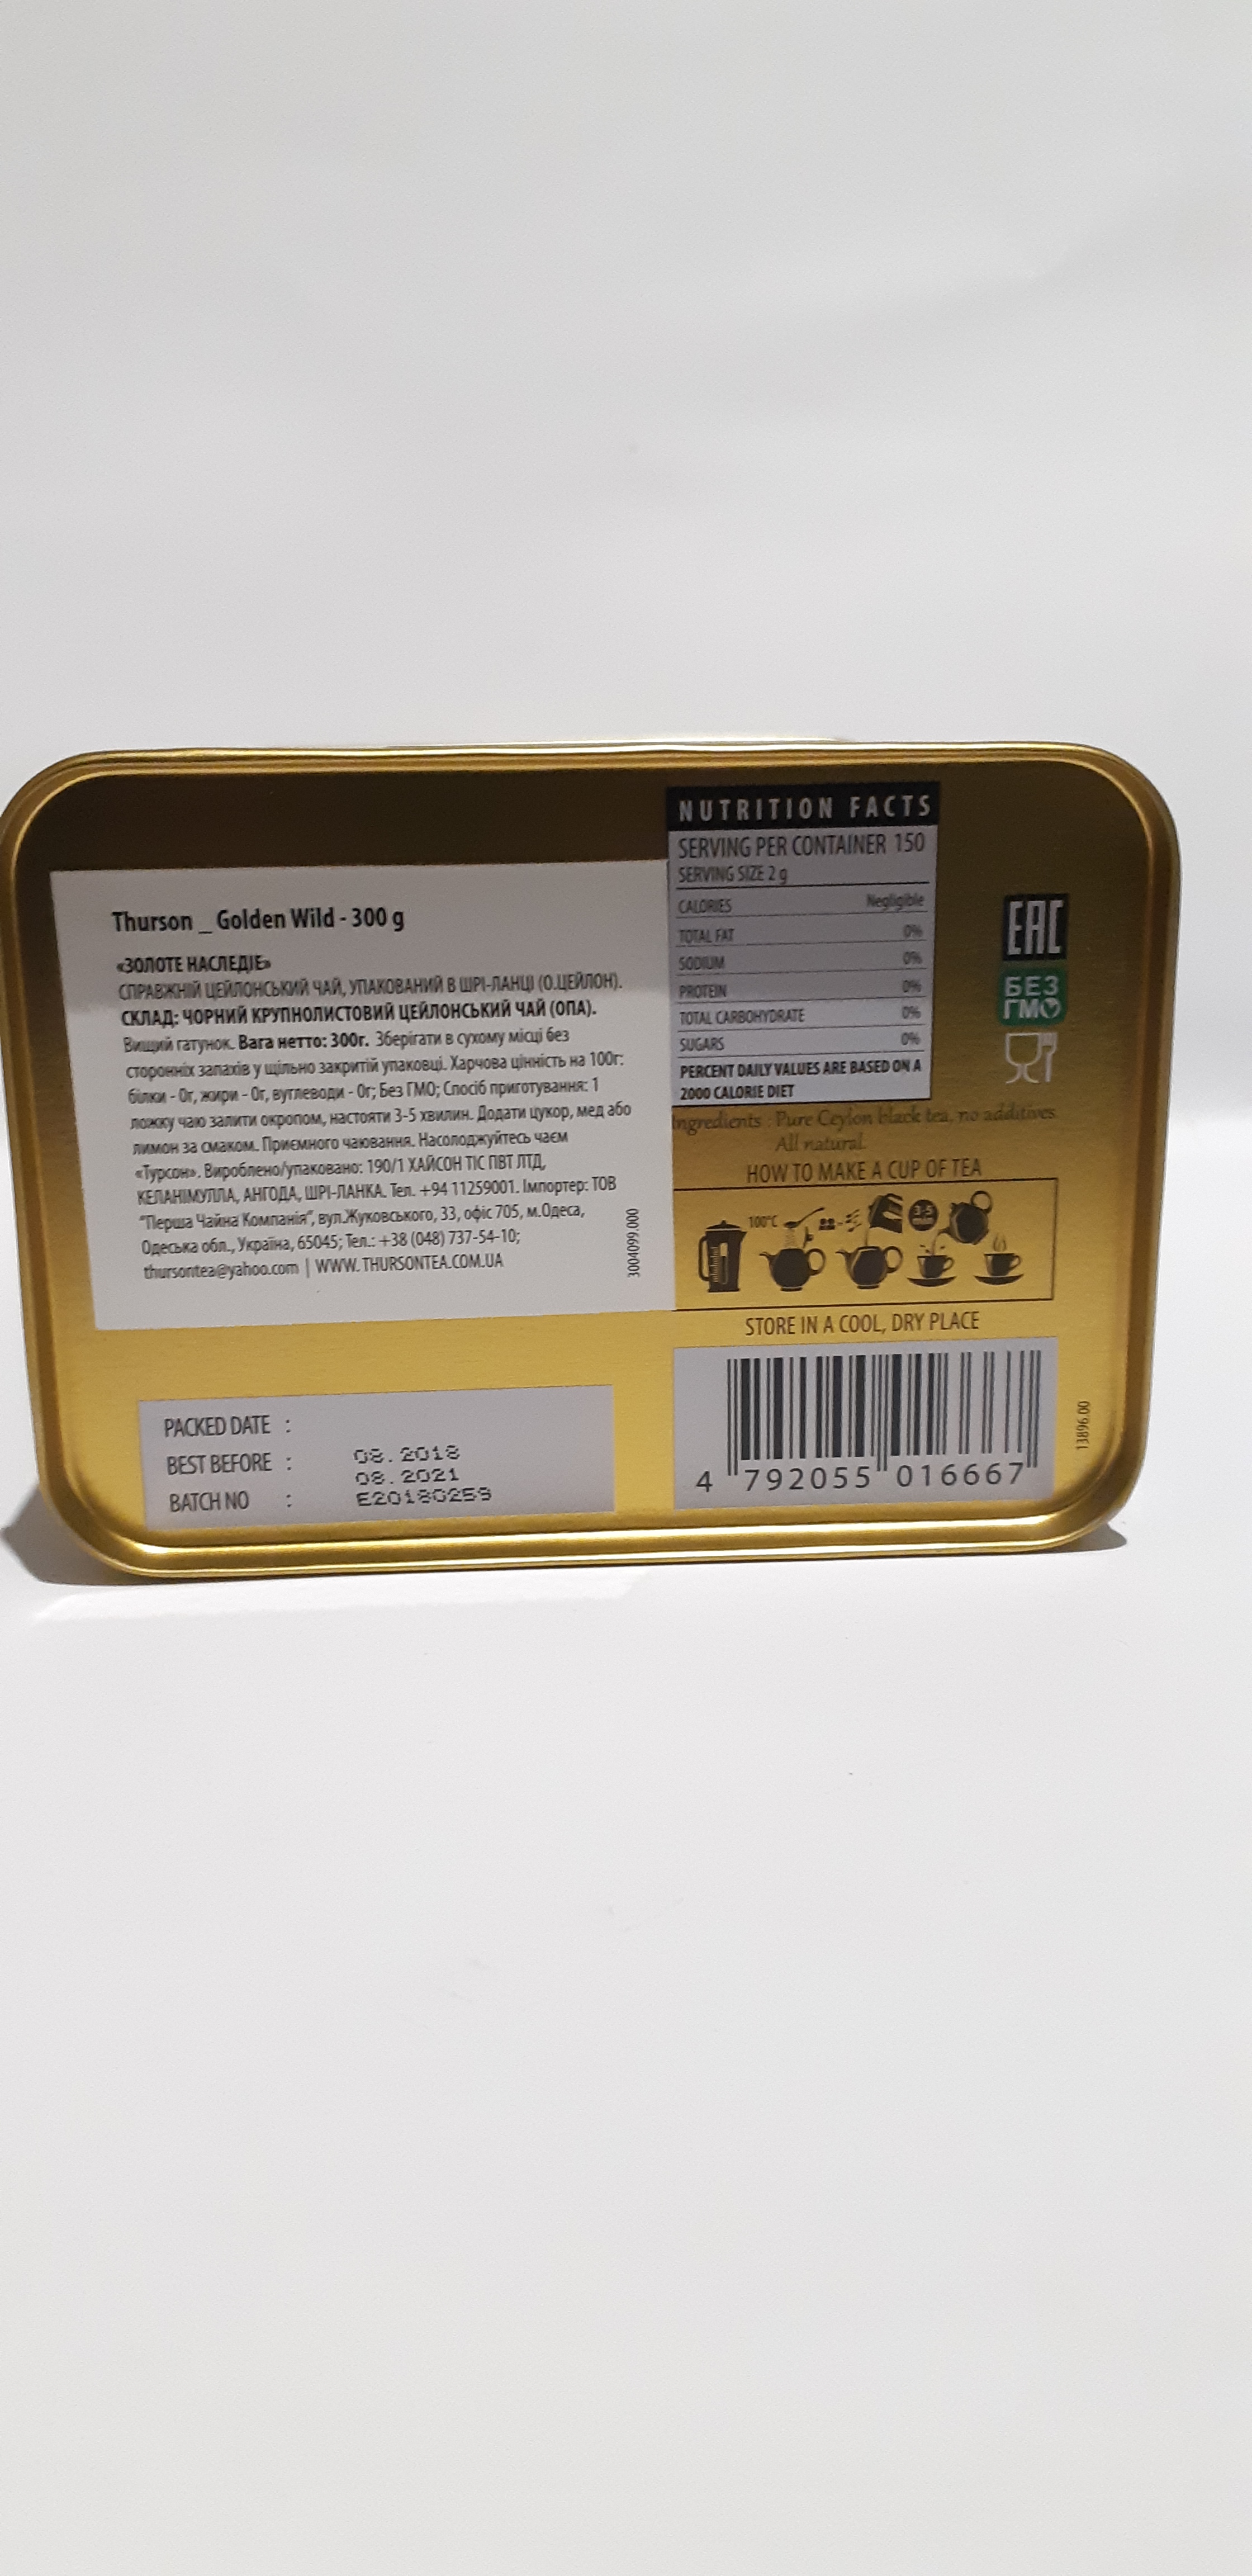 Thurson _ Golden Wild - 300 g
«ЗОЛОТЕ НАСЛЕДІЕ»
СПРАВЖНІЙ ЦЕЙЛОНСЬКИЙ ЧАЙ, УПАКОВАНИЙ В ШРІ-ЛАНЦІ (О.ЦЕЙЛОН).
СКЛАД: ЧОРНИЙ КРУПНОЛИСТОВИЙ ЦЕЙЛОНСЬКИЙ ЧАЙ (ОПА).
Вищий гатунок. Вага нетто: 300г. Зберігати в сухому місці без
сторонніх запахів у щільно закритій упаковці. Харчова цінність на 100г:
білки - 0г, жири - 0г, вуглеводи - 0г; Без ГМО; Спосіб приготування: 1
ложку чаю залити окропом, настояти 3-5 хвилин. Додати цукор, мед або
лимон за смаком. Приємного чаювання. Насолоджуйтесь чаєм
«Турсон». Вироблено/упаковано: 190/1 ХАЙСОН ТІС ПВТ ЛТД,
КЕЛАНІМУЛЛА, АНГОДА, ШРІ-ЛАНКА. Тел. +94 11259001. Імпортер: ТОВ
"Перша Чайна Компанія", вул.Жуковського, 33, офіс 705, м.Одеса,
Одеська обл., Україна, 65045; Тел.: +38 (048) 737-54-10;
thursontea@yahoo.com | WWW. THURSONTEA.COM.UA
3004099.000
NUTRITION FACTS
SERVING PER CONTAINER 150
SERVING SIZE 2 g
CALORIES Negligible
TOTAL FAT 0%
SODIUM 0%
PROTEIN 0%
TOTAL CARBOHYDRATE 0%
SUGARS 0%
PERCENT DAILY VALUES ARE BASED ON A
2000 CALORIE DIET
EAC
БЕЗ
ГМО
Ingredients : Pure Ceylon black tea, no additives
All natural.
HOW TO MAKE A CUP OF TEA
100°C
3-5
STORE IN A COOL, DRY PLACE
4 792055 016667
13896.00
PACKED DATE :
BEST BEFORE : 08.2018
08.2021
BATCH NO : E20180259